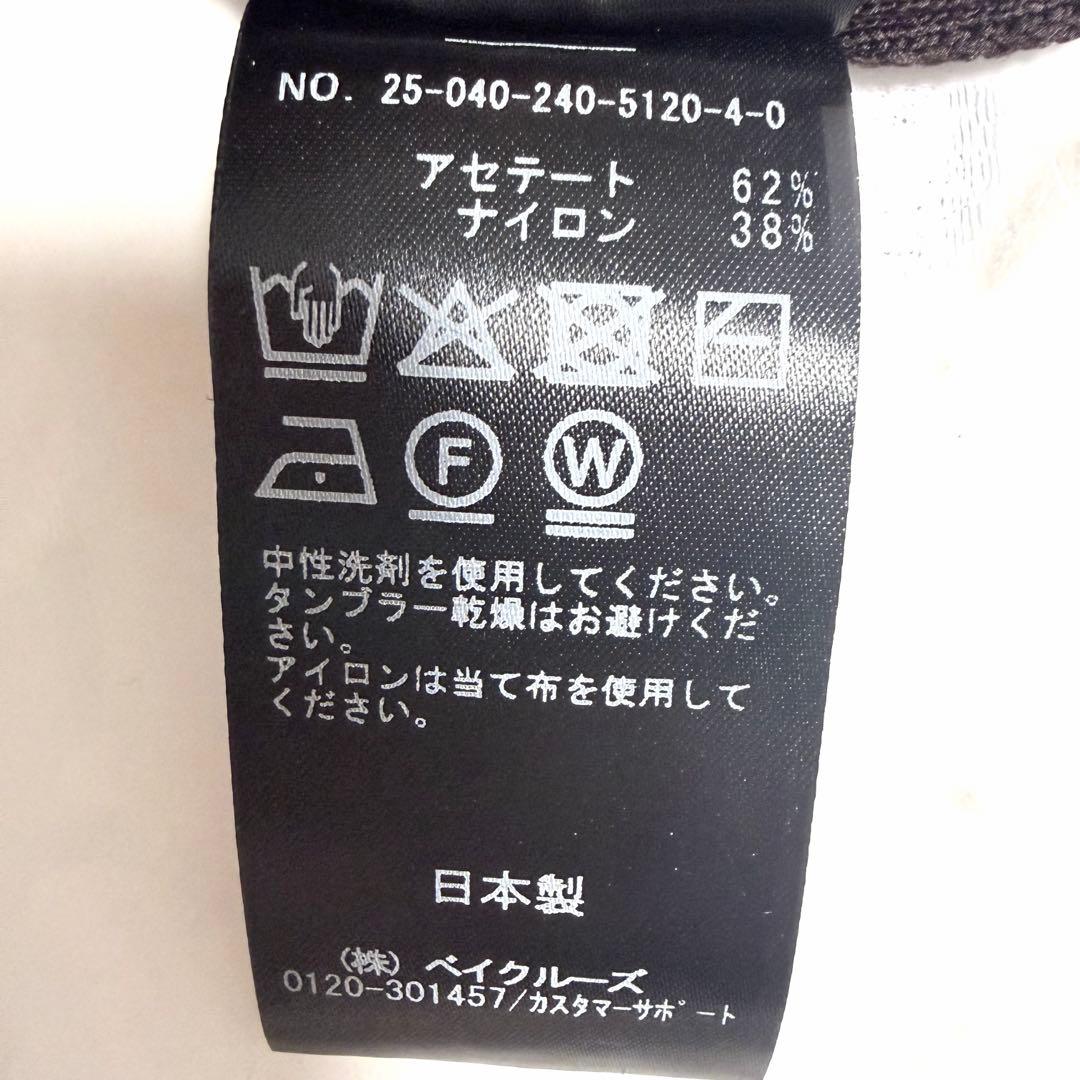 NO. 25-040-240-5120-4-0
アセテート 62%
ナイロン 38%
F W
中性洗剤を使用してください。
タンブラー乾燥はお避けくだ
さい。
アイロンは当て布を使用して
ください。
日本製
(株) ベイクルーズ
0120-301457/カスタマーサポート